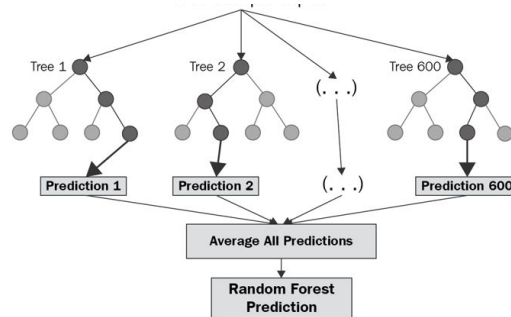 Tree 1
Tree 2
(. . .)
Tree 600
Prediction 1
Prediction 2
(. . .)
Prediction 600
Average All Predictions
Random Forest
Prediction